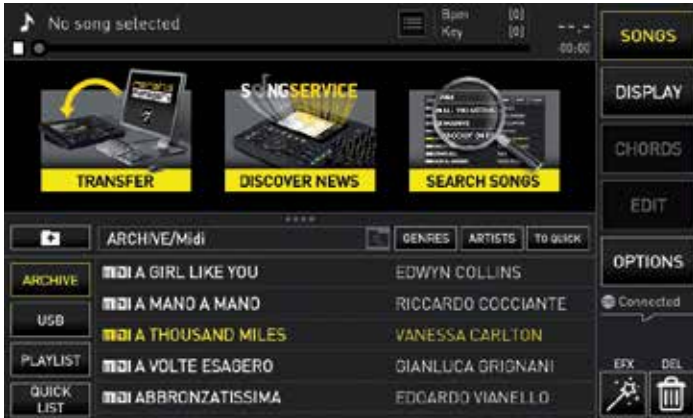 No song selected
Bpm [0]
Key [0]
--.-
-00:00
SONGS
DISPLAY
CHORDS
EDIT
OPTIONS
Connected
EFX DEL
SONGSERVICE
TRANSFER
DISCOVER NEWS
SEARCH SONGS
ARCHIVE/Midi
GENRES ARTISTS TO QUICK
ARCHIVE
USB
PLAYLIST
QUICK LIST
MIDI A GIRL LIKE YOU EDWYN COLLINS
MIDI A MANO A MANO RICCARDO COCCIANTE
MIDI A THOUSAND MILES VANESSA CARLTON
MIDI A VOLTE ESAGERO GIANLUCA GRIGNANI
MIDI ABBRONZATISSIMA EDOARDO VIANELLO